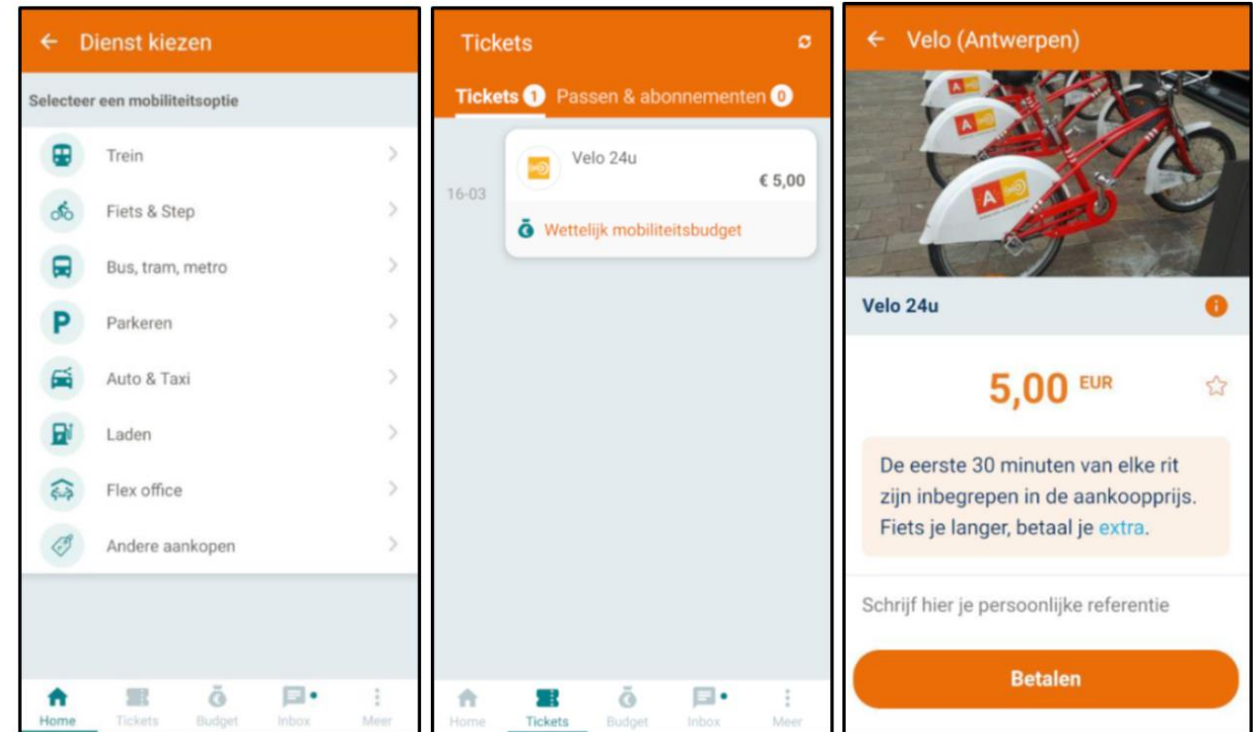 Dienst kiezen
Selecteer een mobiliteitsoptie
Trein
Fiets & Step
Bus, tram, metro
Parkeren
Auto & Taxi
Laden
Flex office
Andere aankopen
Home Tickets Budget Inbox Meer
Tickets
Tickets 1 Passen & abonnementen 0
16-03
Velo 24u
€ 5,00
Wettelijk mobiliteitsbudget
Home Tickets Budget Inbox Meer
Velo (Antwerpen)
A
A
A
Velo 24u
5,00 EUR
De eerste 30 minuten van elke rit
zijn inbegrepen in de aankoopprijs.
Fiets je langer, betaal je extra.
Schrijf hier je persoonlijke referentie
Betalen